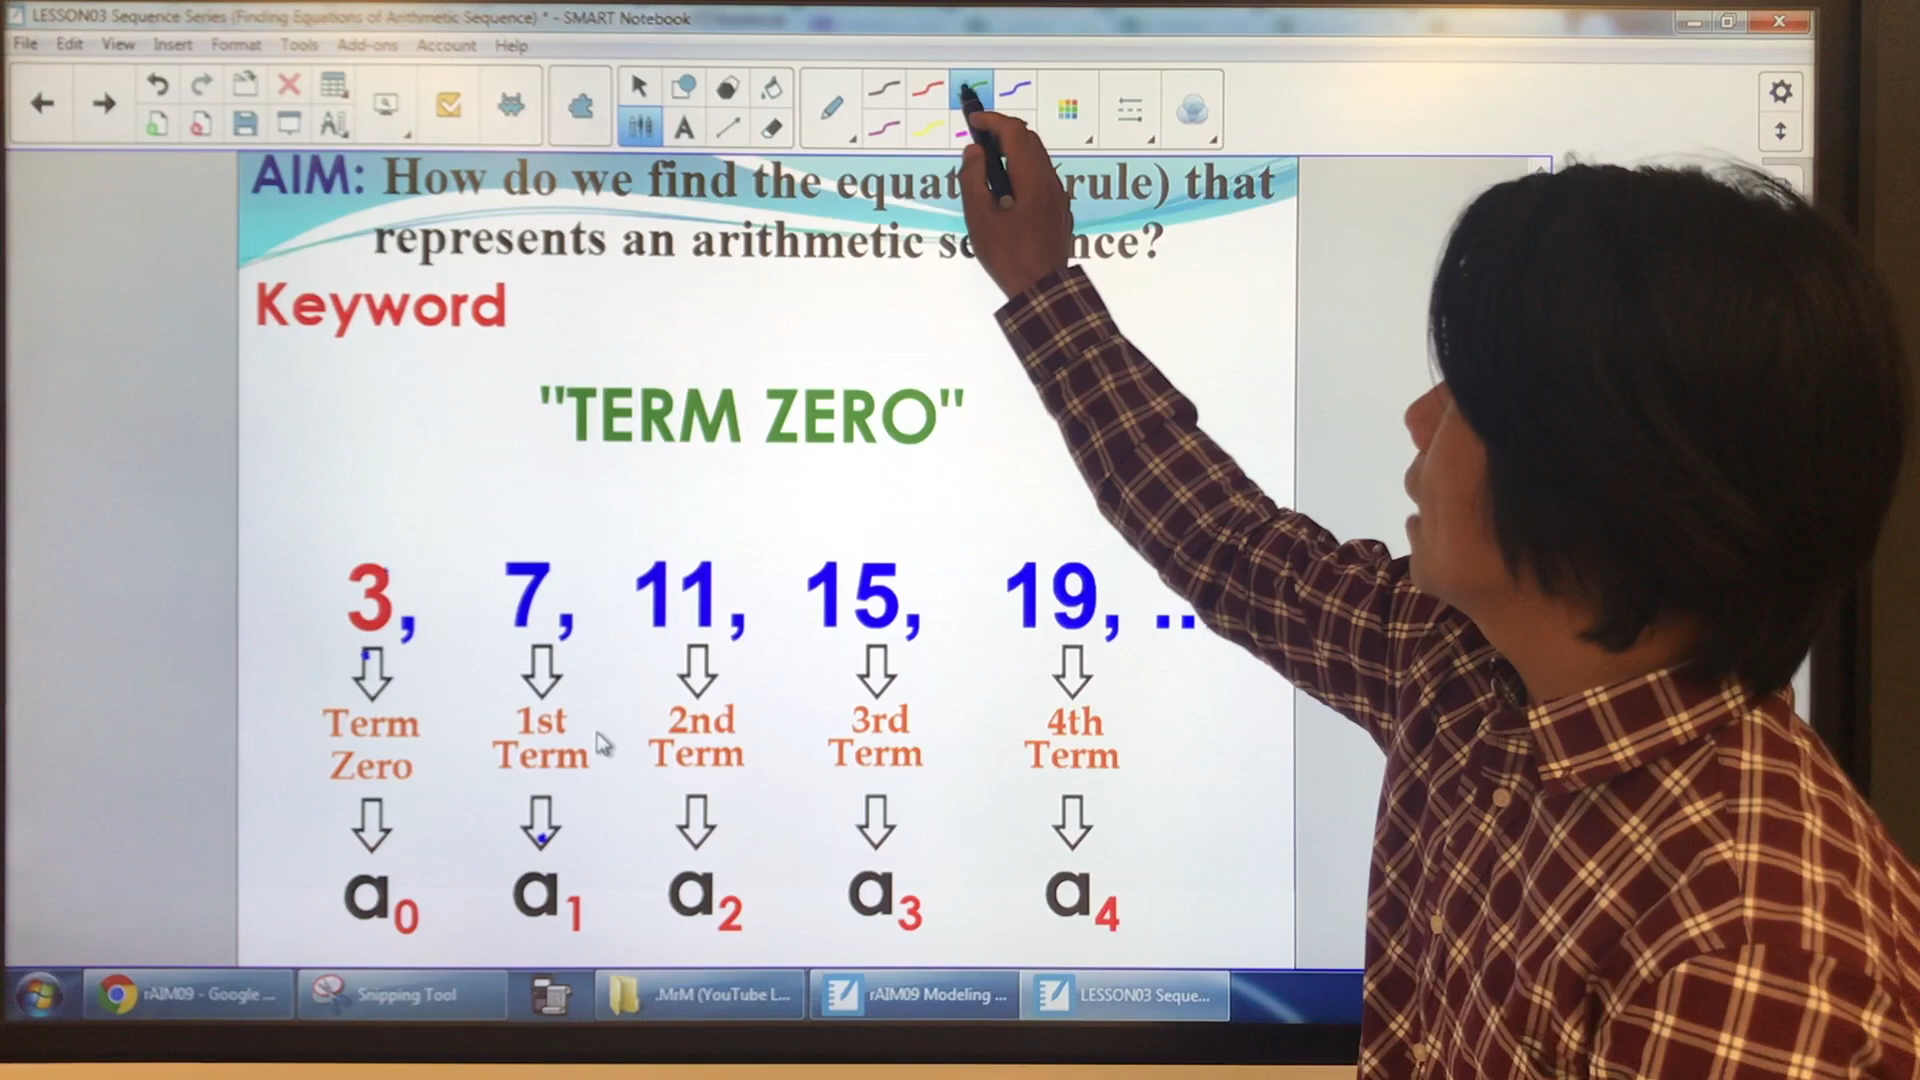 LESSON03 Sequence Series (Finding Equations of Arithmetic Sequence) * - SMART Notebook
File Edit View Insert Format Tools Add-ons Account Help
AIM: How do we find the equat (rule) that
represents an arithmetic se nce?
Keyword
"TERM ZERO"
3, 7, 11, 15, 19, ..
Term Zero 1st Term 2nd Term 3rd Term 4th Term
a0 a1 a2 a3 a4
rAIM09 - Google ... Snipping Tool .MrM (YouTube L... rAIM09 Modeling ... LESSON03 Seque...